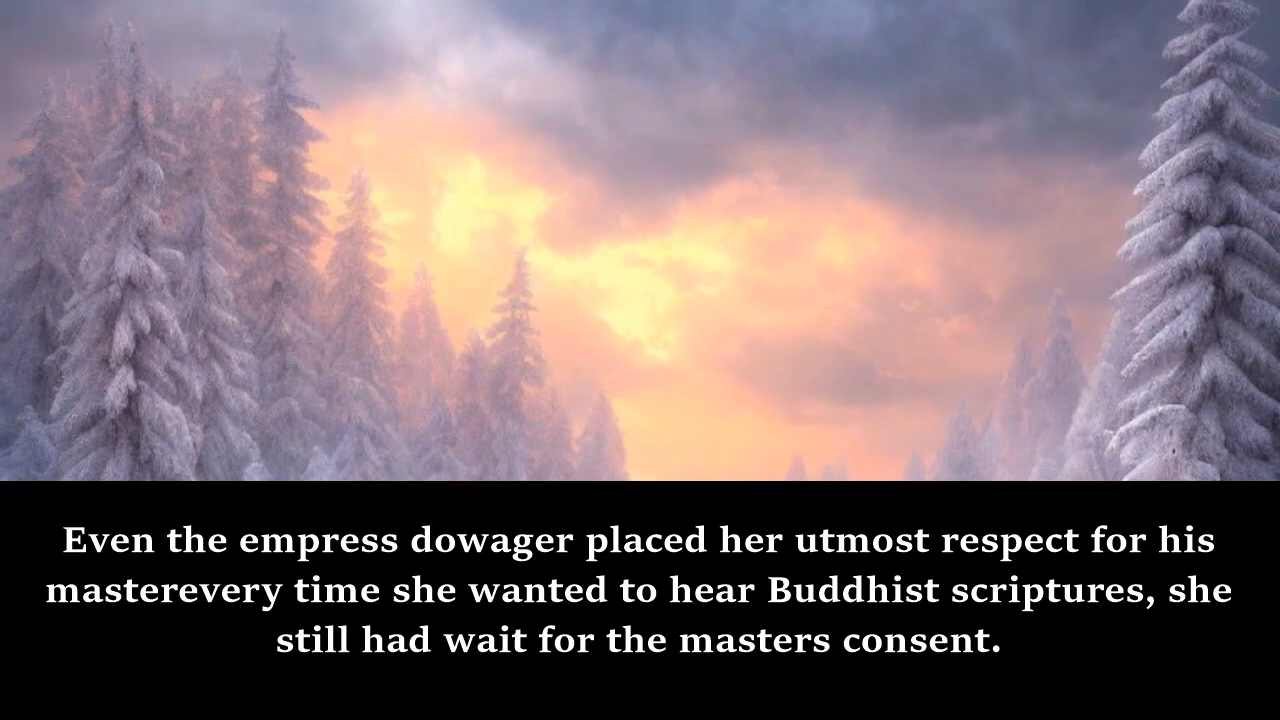 Even the empress dowager placed her utmost respect for his
masterevery time she wanted to hear Buddhist scriptures, she
still had wait for the masters consent.